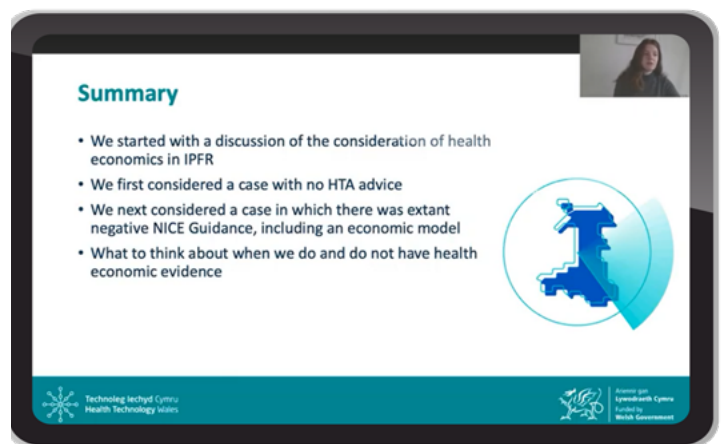 Summary
• We started with a discussion of the consideration of health
economics in IPFR
• We first considered a case with no HTA advice
• We next considered a case in which there was extant
negative NICE Guidance, including an economic model
• What to think about when we do and do not have health
economic evidence
Technoleg Iechyd Cymru
Health Technology Wales
Ariennir gan
Lywodraeth Cymru
Funded by
Welsh Government